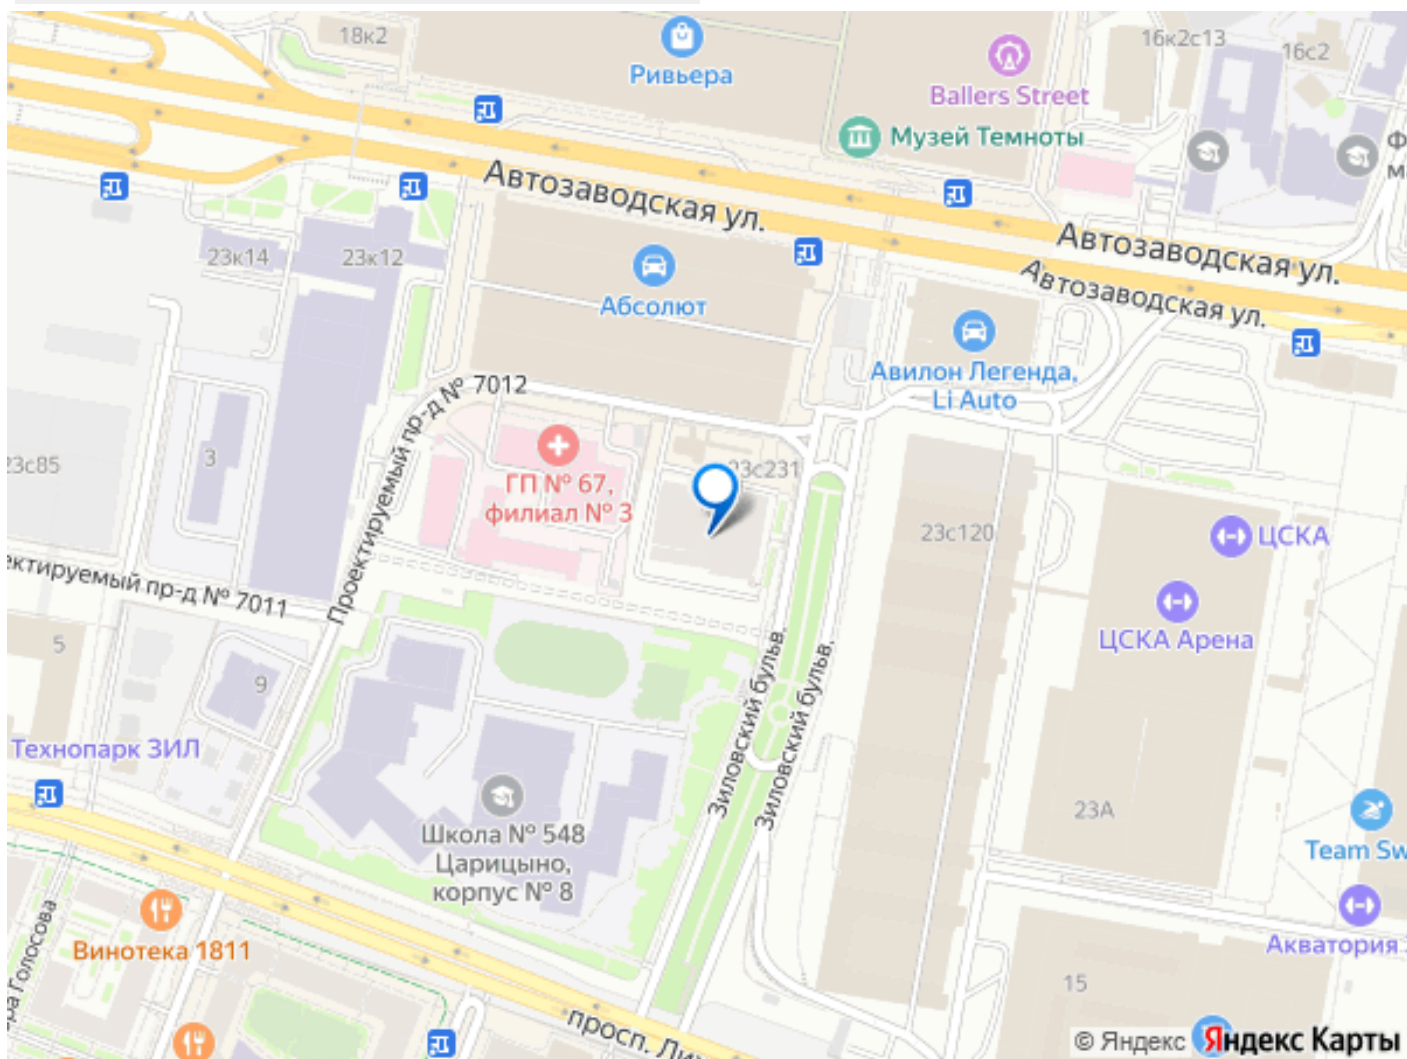 18к2
Ривьера
Ballers Street
16к2с13
16с2
Музей Темноты
Автозаводская ул.
Автозаводская ул.
Автозаводская ул.
23к14
23к12
Абсолют
Авилон Легенда,
Li Auto
Проектируемый пр-д № 7012
23с85
3
ГП № 67,
филиал № 3
23с231
23с120
ЦСКА
ЦСКА Арена
ектируемый пр-д № 7011
5
9
Технопарк ЗИЛ
Зиловский бульв.
Зиловский бульв.
Школа № 548
Царицыно,
корпус № 8
23А
Team Sw
Винотека 1811
Акватория
15
ра Голосова
просп. Ли
© Яндекс Яндекс Карты